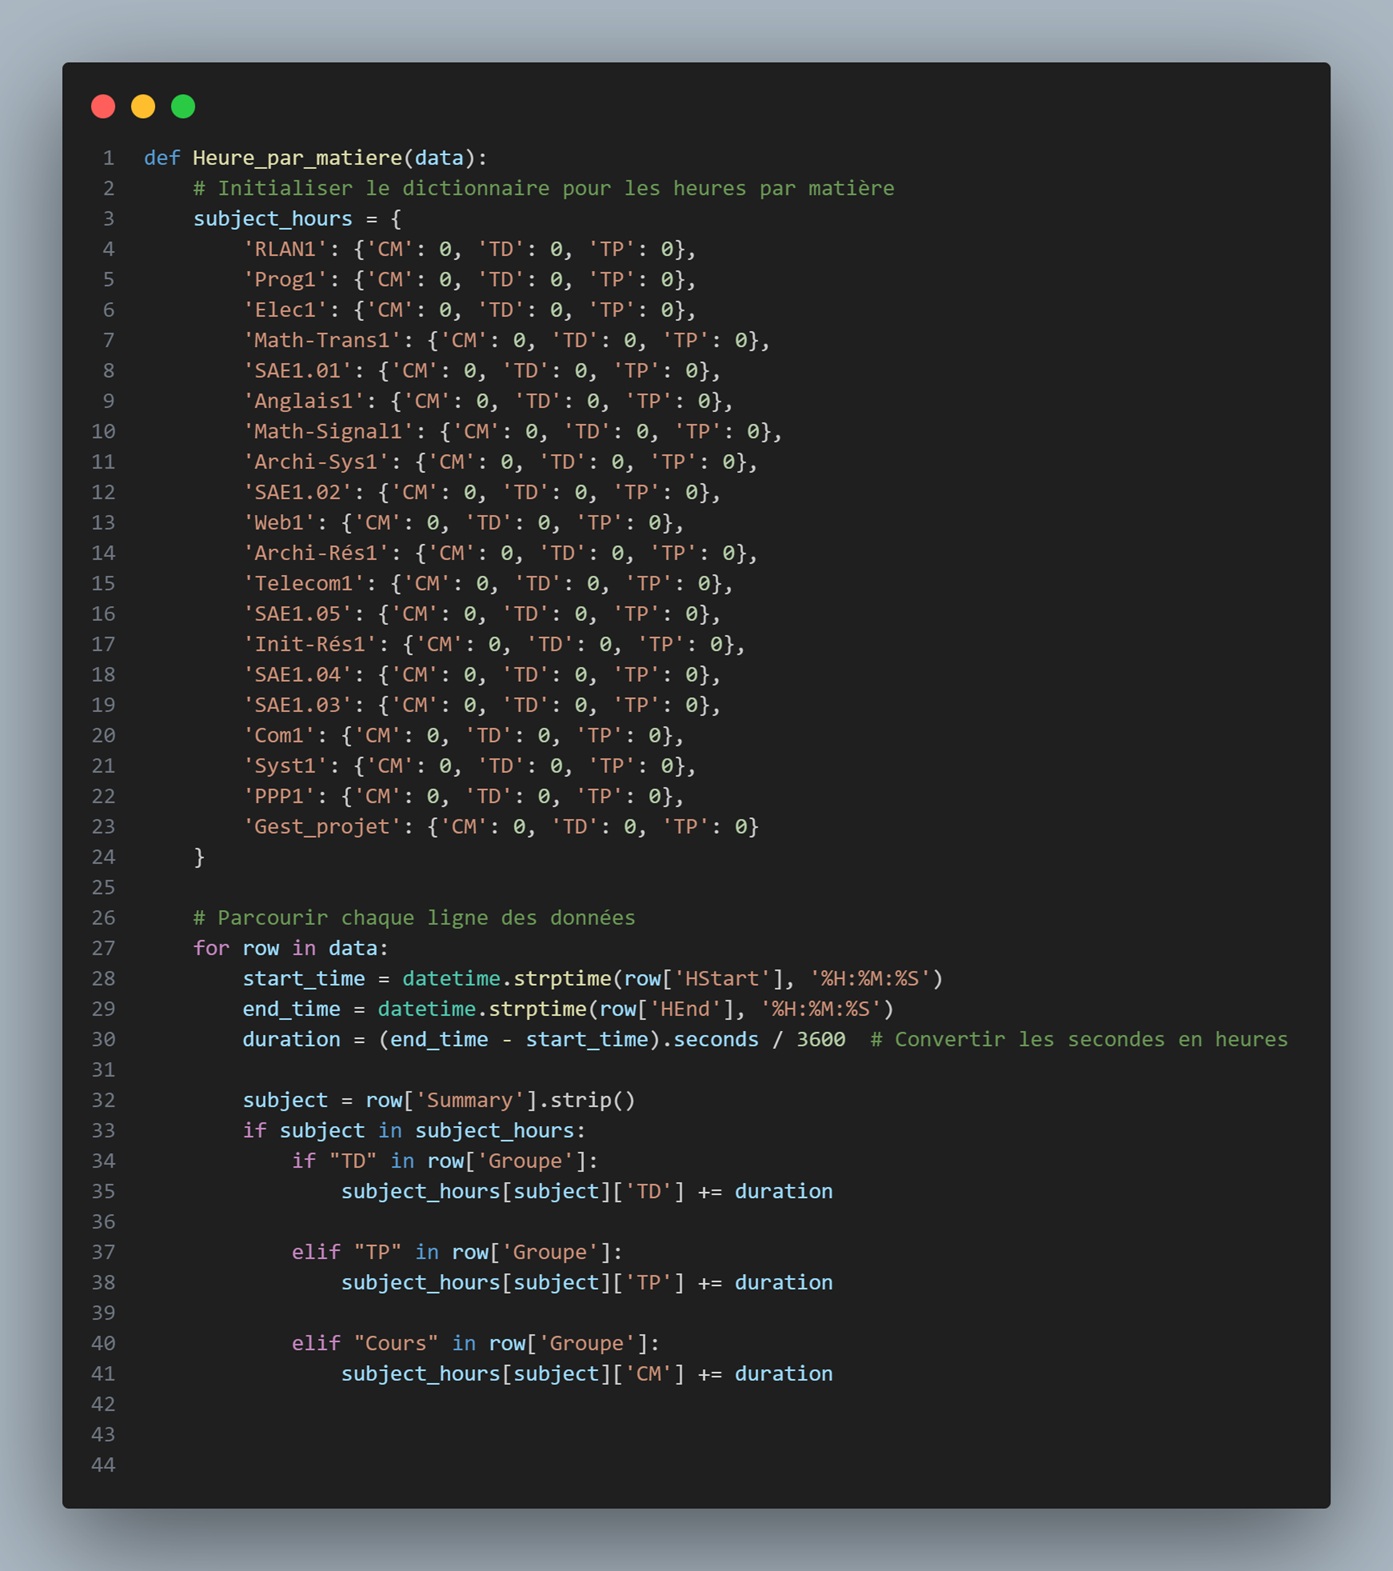 1 def Heure_par_matiere(data):
2     # Initialiser le dictionnaire pour les heures par matière
3     subject_hours = {
4         'RLAN1': {'CM': 0, 'TD': 0, 'TP': 0},
5         'Prog1': {'CM': 0, 'TD': 0, 'TP': 0},
6         'Elec1': {'CM': 0, 'TD': 0, 'TP': 0},
7         'Math-Trans1': {'CM': 0, 'TD': 0, 'TP': 0},
8         'SAE1.01': {'CM': 0, 'TD': 0, 'TP': 0},
9         'Anglais1': {'CM': 0, 'TD': 0, 'TP': 0},
10         'Math-Signal1': {'CM': 0, 'TD': 0, 'TP': 0},
11         'Archi-Sys1': {'CM': 0, 'TD': 0, 'TP': 0},
12         'SAE1.02': {'CM': 0, 'TD': 0, 'TP': 0},
13         'Web1': {'CM': 0, 'TD': 0, 'TP': 0},
14         'Archi-Rés1': {'CM': 0, 'TD': 0, 'TP': 0},
15         'Telecom1': {'CM': 0, 'TD': 0, 'TP': 0},
16         'SAE1.05': {'CM': 0, 'TD': 0, 'TP': 0},
17         'Init-Rés1': {'CM': 0, 'TD': 0, 'TP': 0},
18         'SAE1.04': {'CM': 0, 'TD': 0, 'TP': 0},
19         'SAE1.03': {'CM': 0, 'TD': 0, 'TP': 0},
20         'Com1': {'CM': 0, 'TD': 0, 'TP': 0},
21         'Syst1': {'CM': 0, 'TD': 0, 'TP': 0},
22         'PPP1': {'CM': 0, 'TD': 0, 'TP': 0},
23         'Gest_projet': {'CM': 0, 'TD': 0, 'TP': 0}
24     }
25
26     # Parcourir chaque ligne des données
27     for row in data:
28         start_time = datetime.strptime(row['HStart'], '%H:%M:%S')
29         end_time = datetime.strptime(row['HEnd'], '%H:%M:%S')
30         duration = (end_time - start_time).seconds / 3600  # Convertir les secondes en heures
31
32         subject = row['Summary'].strip()
33         if subject in subject_hours:
34             if "TD" in row['Groupe']:
35                 subject_hours[subject]['TD'] += duration
36
37             elif "TP" in row['Groupe']:
38                 subject_hours[subject]['TP'] += duration
39
40             elif "Cours" in row['Groupe']:
41                 subject_hours[subject]['CM'] += duration
42
43
44